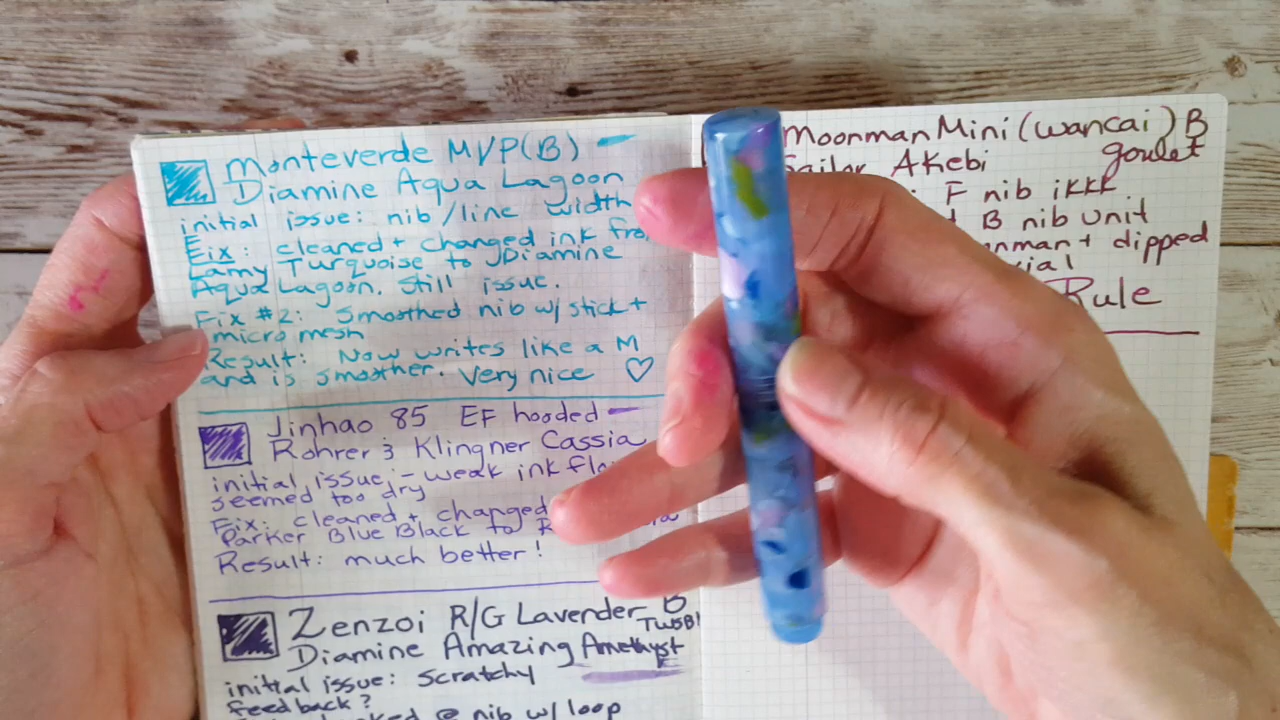 Monteverde MVP (B)
Diamine Aqua Lagoon
initial issue: nib/line width
Fix: cleaned + changed ink
Lamy Turquoise to Diamine
Aqua Lagoon. Still issue.
Fix #2: Smoothed nib w/ stick +
micro mesh
Result: Now writes like a M
and is smoother. Very nice ♡
Jinhao 85 EF hooded
Rohrer & Klingner Cassia
initial issue:- weak ink
seemed too dry
Fix: cleaned + changed
Parker Blue Black to
Result: much better!
Zenzoi R/G Lavender B
TWSBI
Diamine Amazing Amethyst
initial issue: scratchy
feedback?
@ nib w/ loop
Moonman Mini (wancai) B
goulet
Sailor Akebi
F nib ikkk
B nib unit
+ dipped
Rule